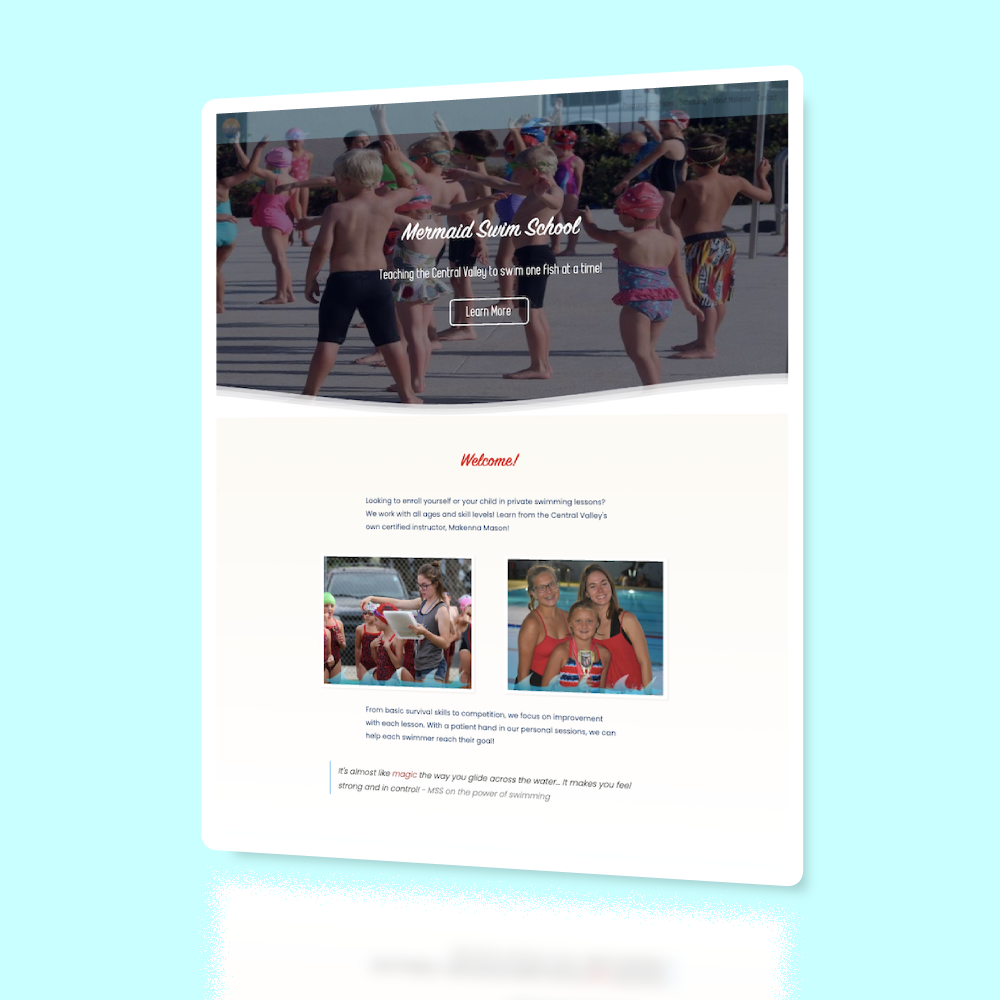 Mermaid Swim School
Teaching the Central Valley to swim one fish at a time!
Learn More
Welcome!
Looking to enroll yourself or your child in private swimming lessons?
We work with all ages and skill levels! Learn from the Central Valley's
own certified instructor, Makenna Mason!
From basic survival skills to competition, we focus on improvement
with each lesson. With a patient hand in our personal sessions, we can
help each swimmer reach their goal!
It's almost like magic the way you glide across the water... It makes you feel
strong and in control! - MSS on the power of swimming